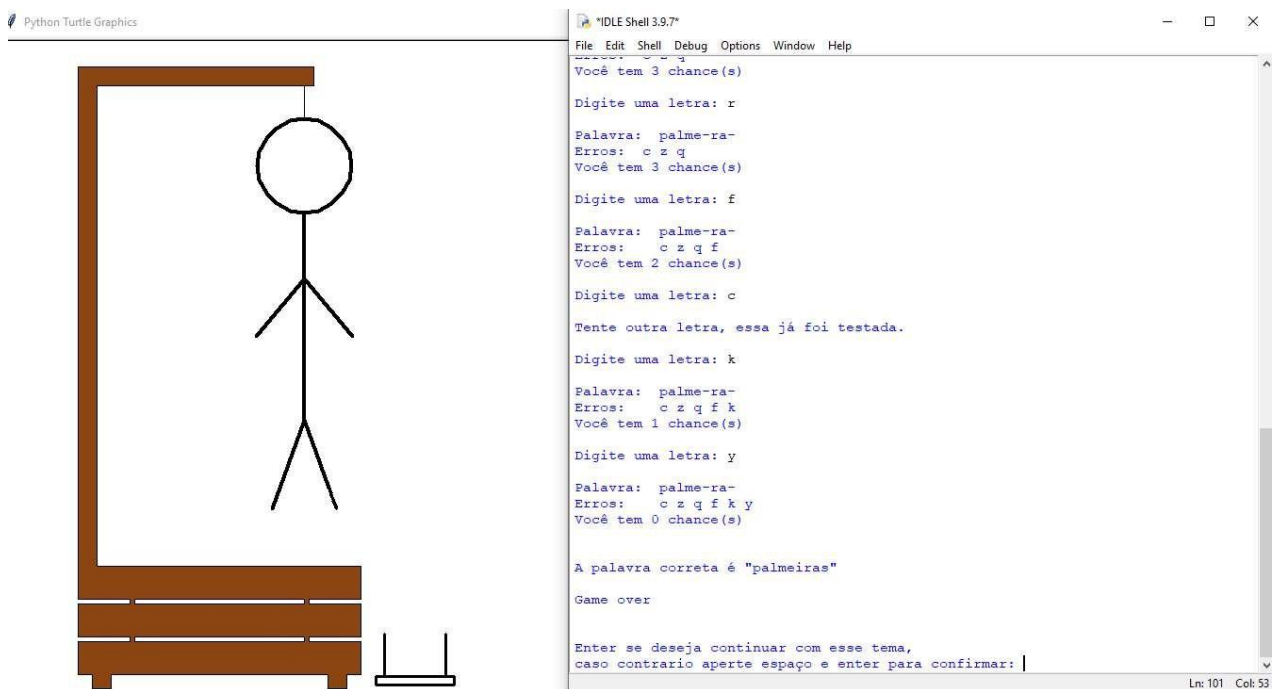 Python Turtle Graphics
*IDLE Shell 3.9.7*
File Edit Shell Debug Options Window Help
Erros: c z q
Você tem 3 chance(s)
Digite uma letra: r
Palavra: palme-ra-
Erros: c z q
Você tem 3 chance(s)
Digite uma letra: f
Palavra: palme-ra-
Erros: c z q f
Você tem 2 chance(s)
Digite uma letra: c
Tente outra letra, essa já foi testada.
Digite uma letra: k
Palavra: palme-ra-
Erros: c z q f k
Você tem 1 chance(s)
Digite uma letra: y
Palavra: palme-ra-
Erros: c z q f k y
Você tem 0 chance(s)
A palavra correta é "palmeiras"
Game over
Enter se deseja continuar com esse tema,
caso contrario aperte espaço e enter para confirmar:
Ln: 101 Col: 53